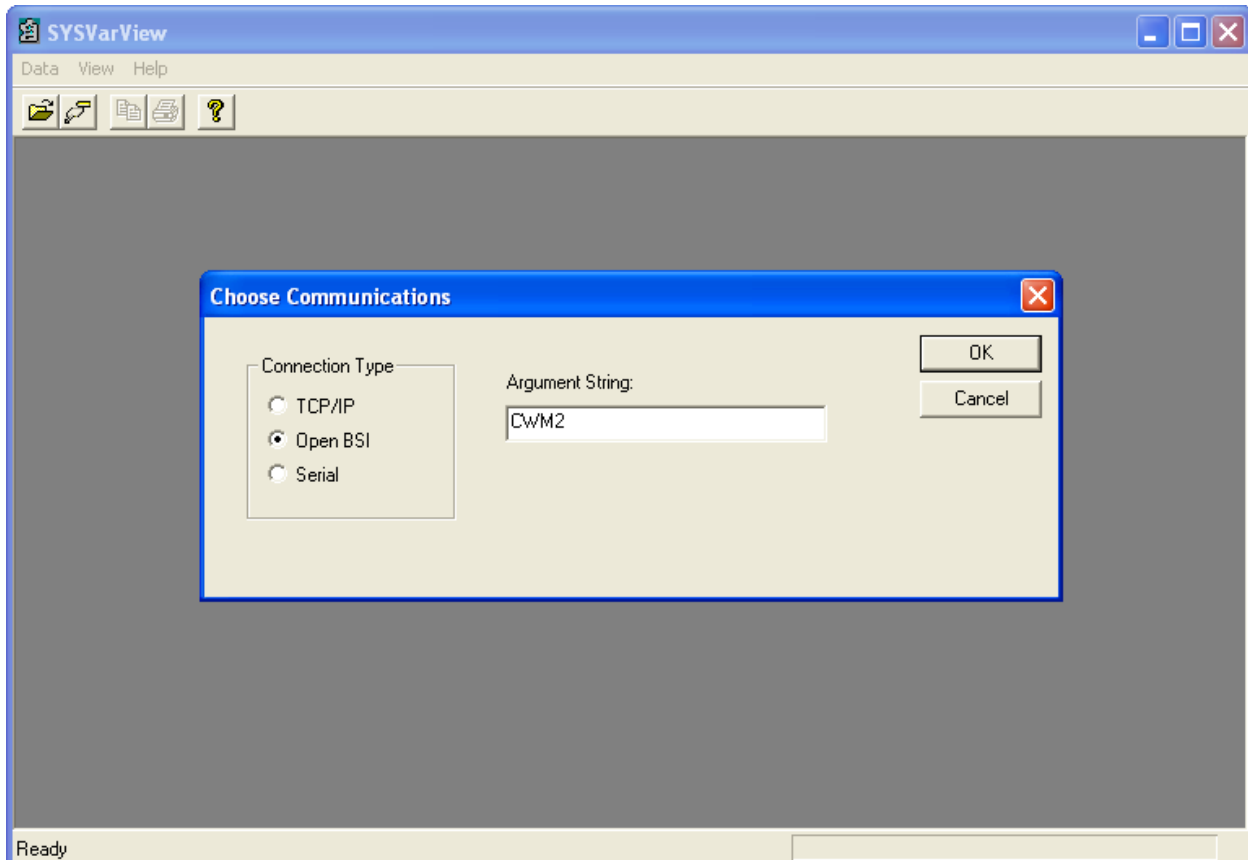 SYSVarView
Data View Help
Choose Communications
Connection Type
TCP/IP
Open BSI
Serial
Argument String:
CWM2
OK
Cancel
Ready